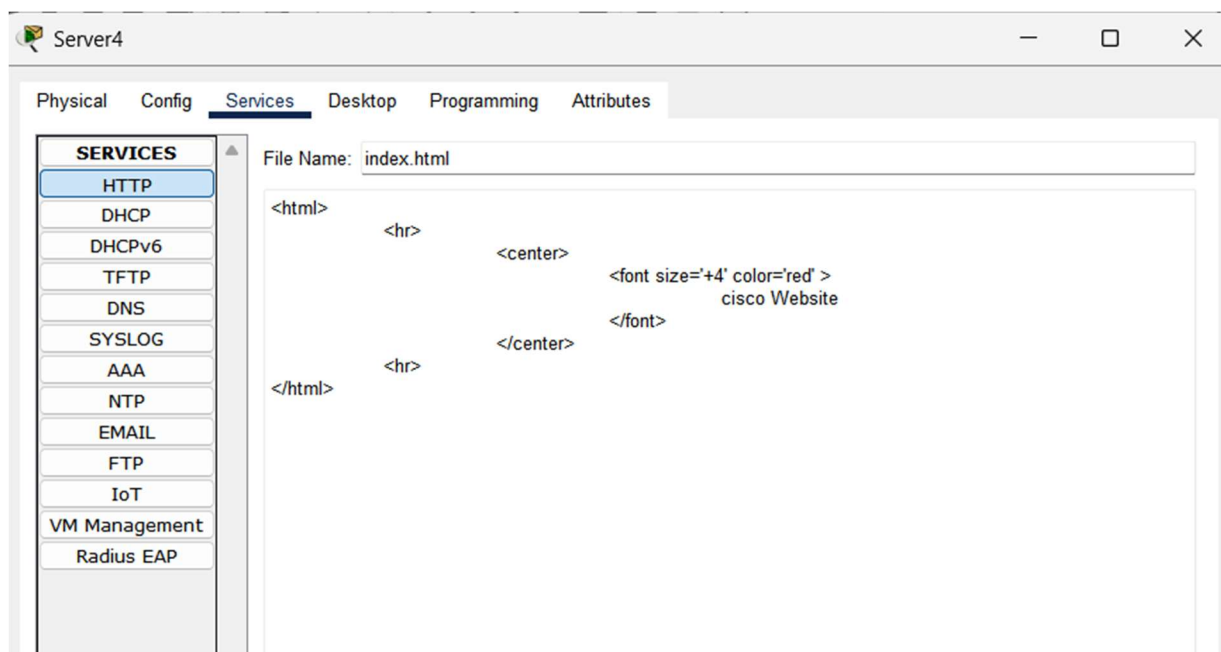 Server4
Physical Config Services Desktop Programming Attributes
SERVICES
HTTP
DHCP
DHCPv6
TFTP
DNS
SYSLOG
AAA
NTP
EMAIL
FTP
IoT
VM Management
Radius EAP
File Name: index.html
<html>
<hr>
<center>
<font size='+4' color='red' >
cisco Website
</font>
</center>
<hr>
</html>